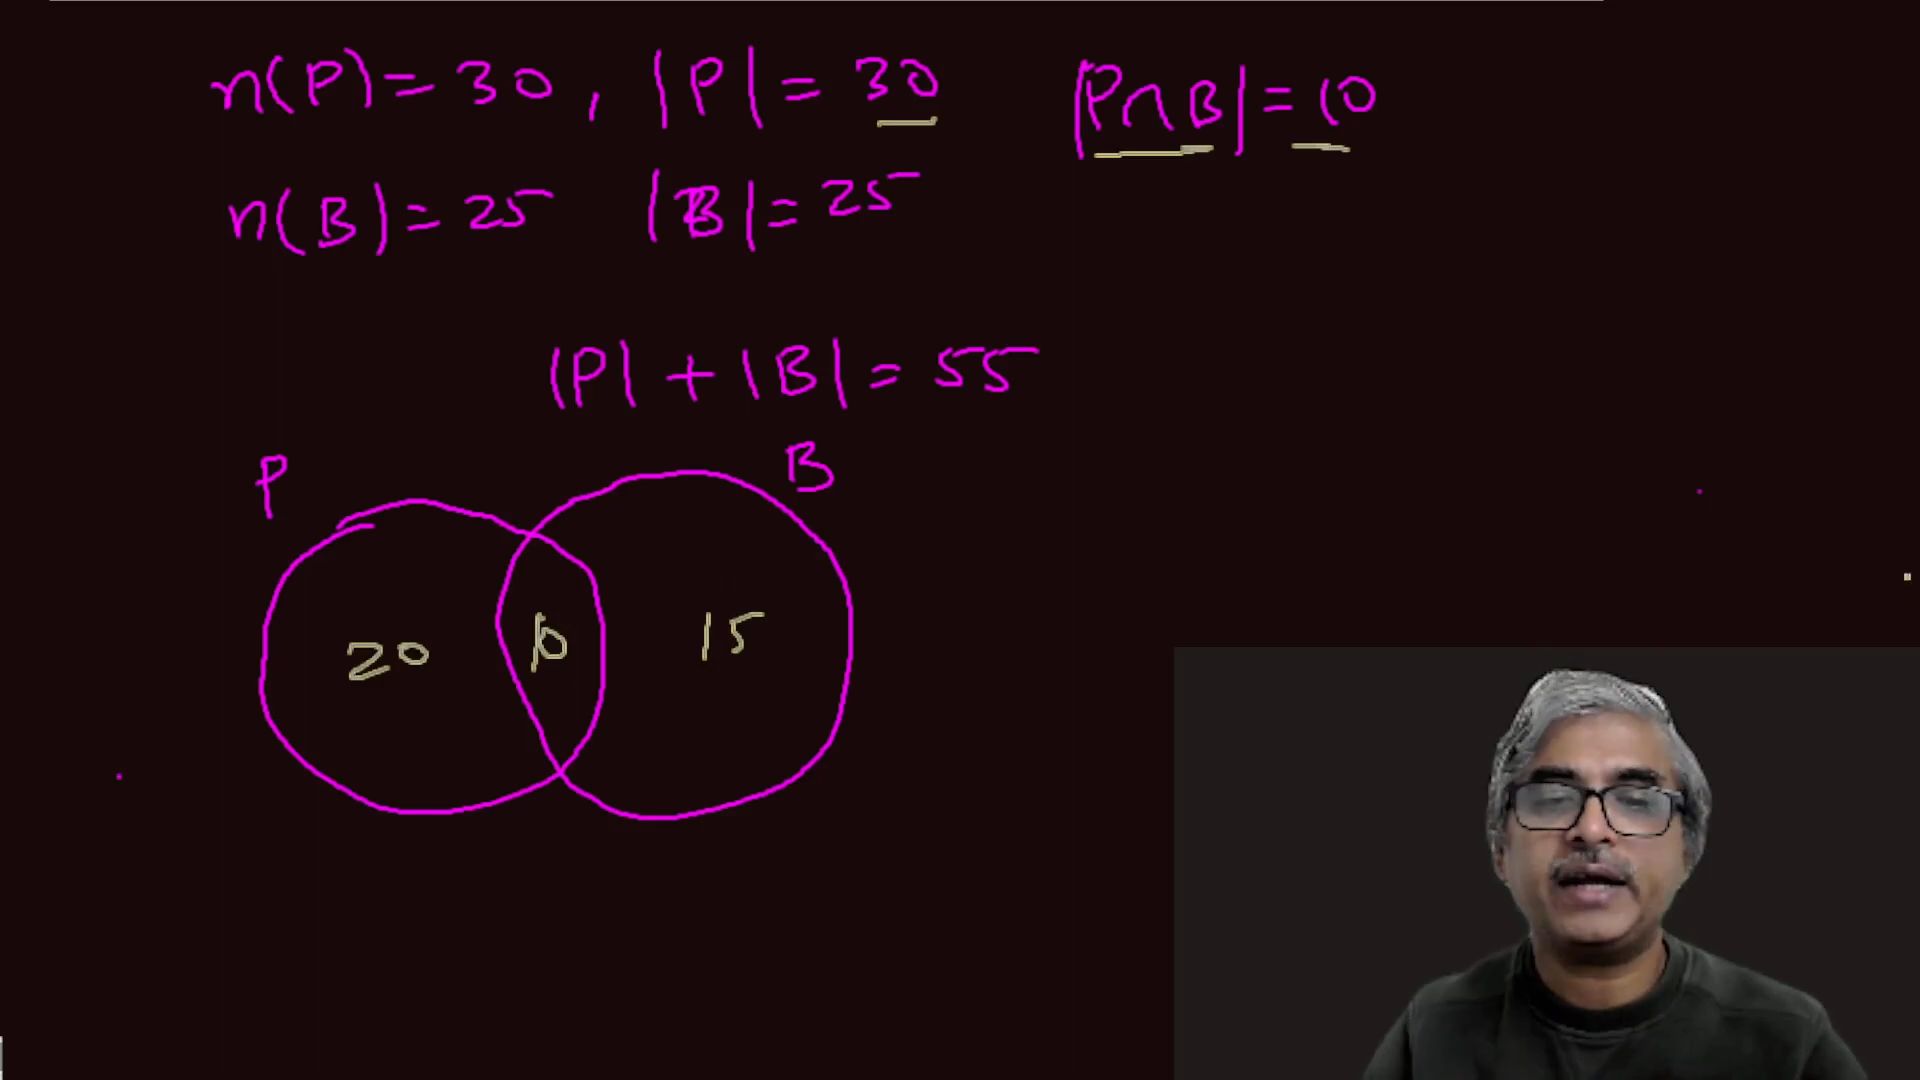 n(P) = 30, |P| = 30 |P∩B| = 10
n(B) = 25 |B| = 25
|P| + |B| = 55
P B
20 10 15